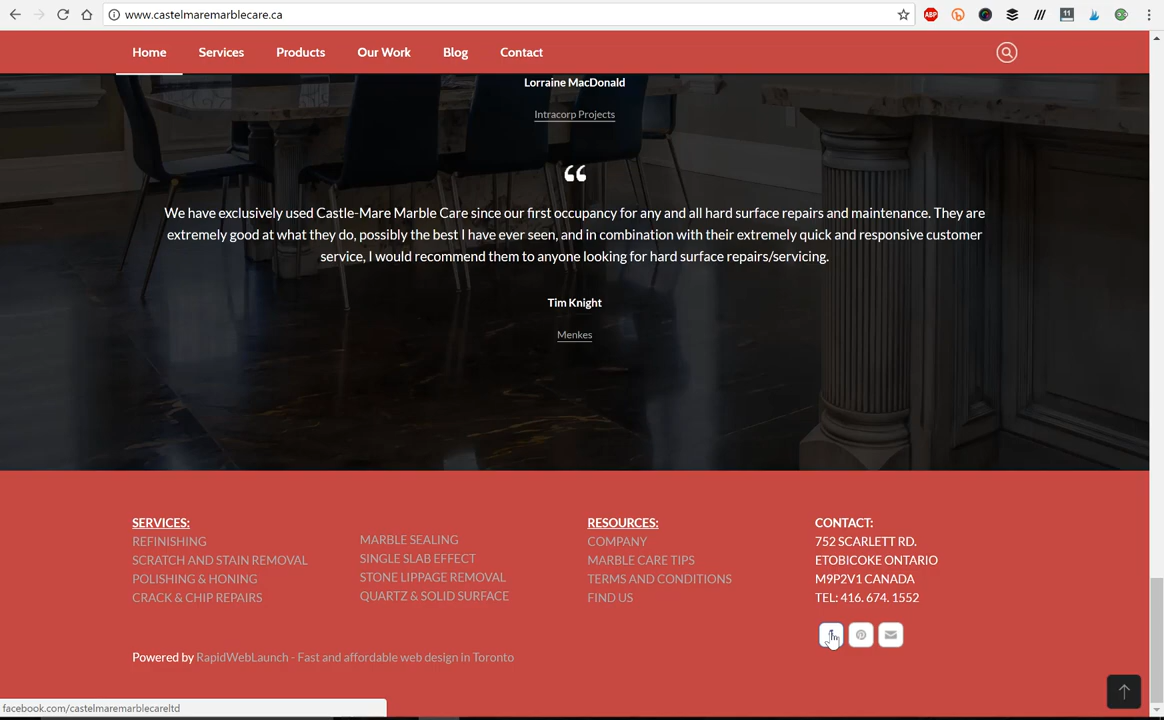 www.castelmaremarblecare.ca
ABP
11
Home Services Products Our Work Blog Contact
Lorraine MacDonald
Intracorp Projects
“
We have exclusively used Castle-Mare Marble Care since our first occupancy for any and all hard surface repairs and maintenance. They are
extremely good at what they do, possibly the best I have ever seen, and in combination with their extremely quick and responsive customer
service, I would recommend them to anyone looking for hard surface repairs/servicing.
Tim Knight
Menkes
SERVICES:
REFINISHING
SCRATCH AND STAIN REMOVAL
POLISHING & HONING
CRACK & CHIP REPAIRS
MARBLE SEALING
SINGLE SLAB EFFECT
STONE LIPPAGE REMOVAL
QUARTZ & SOLID SURFACE
RESOURCES:
COMPANY
MARBLE CARE TIPS
TERMS AND CONDITIONS
FIND US
CONTACT:
752 SCARLETT RD.
ETOBICOKE ONTARIO
M9P2V1 CANADA
TEL: 416. 674. 1552
Powered by RapidWebLaunch - Fast and affordable web design in Toronto
facebook.com/castelmaremarblecareltd